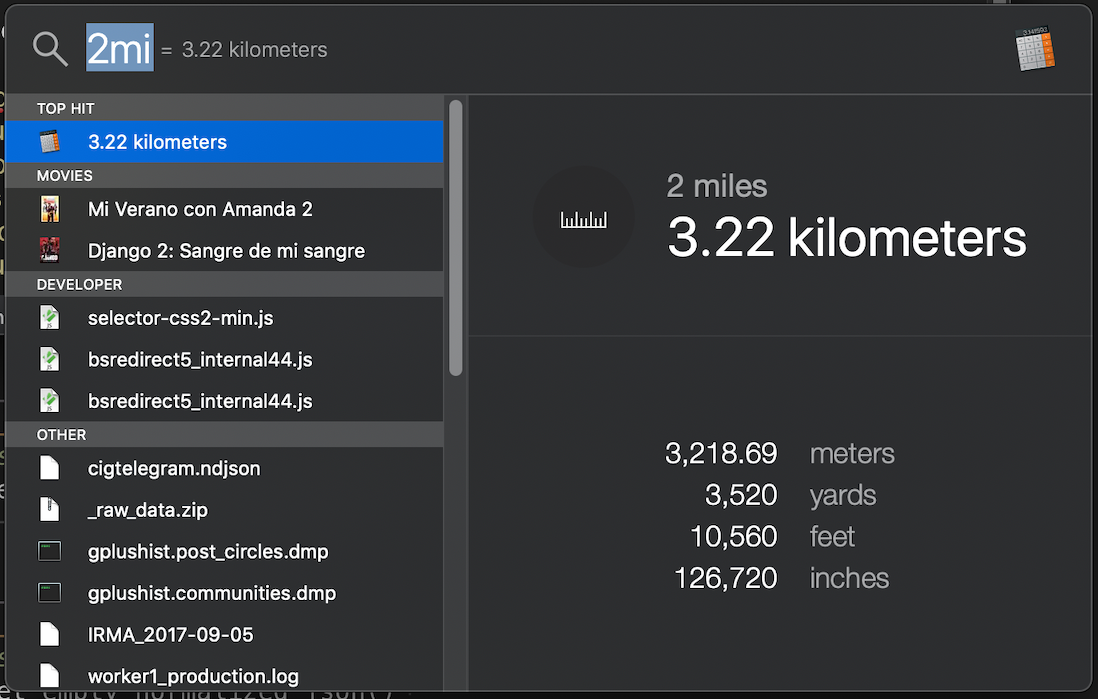 2mi = 3.22 kilometers
TOP HIT
3.22 kilometers
MOVIES
Mi Verano con Amanda 2
Django 2: Sangre de mi sangre
DEVELOPER
selector-css2-min.js
bsredirect5_internal44.js
bsredirect5_internal44.js
OTHER
cigtelegram.ndjson
_raw_data.zip
gplushist.post_circles.dmp
gplushist.communities.dmp
IRMA_2017-09-05
worker1_production.log
2 miles
3.22 kilometers
3,218.69 meters
3,520 yards
10,560 feet
126,720 inches